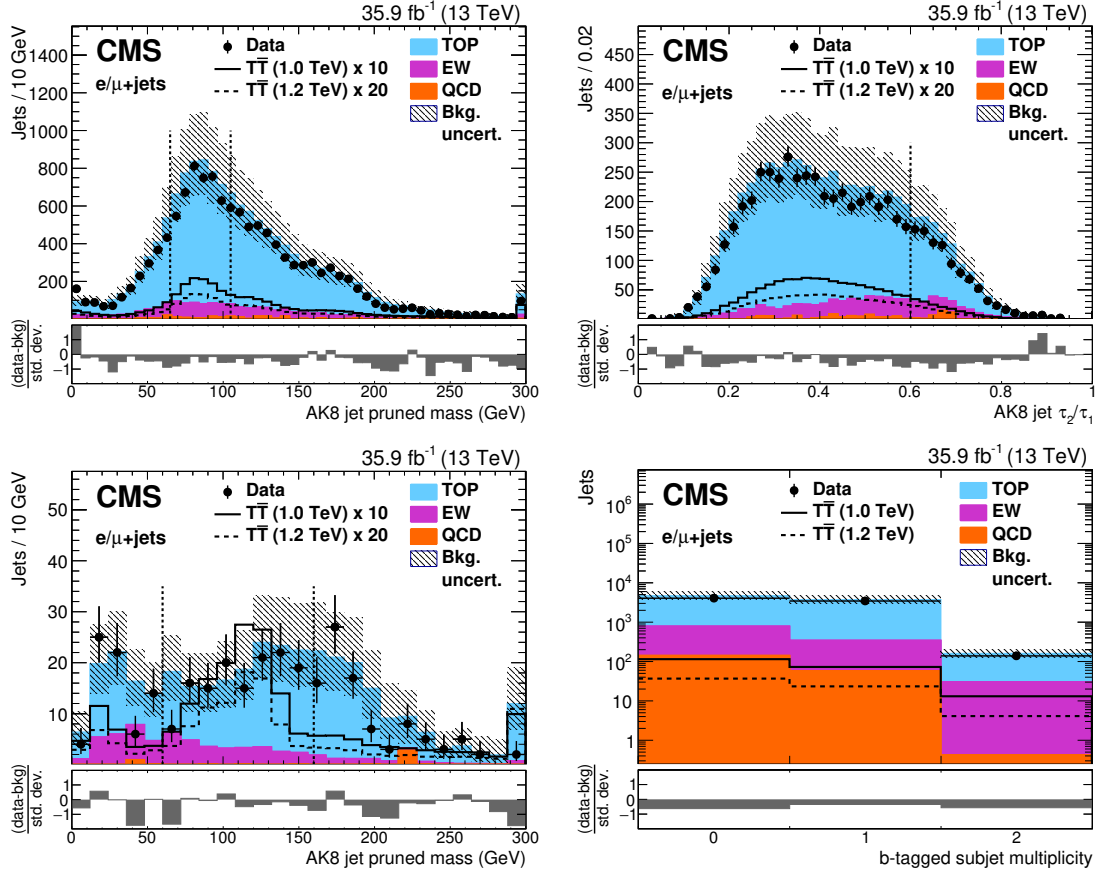 35.9 fb⁻¹ (13 TeV)
Jets / 10 GeV
1400
1200
1000
800
600
400
200
CMS
e/μ+jets
Data
TT̅ (1.0 TeV) x 10
TT̅ (1.2 TeV) x 20
TOP
EW
QCD
Bkg.
uncert.
(data-bkg)
std. dev.
1
0
−1
0 50 100 150 200 250 300
AK8 jet pruned mass (GeV)
35.9 fb⁻¹ (13 TeV)
Jets / 0.02
450
400
350
300
250
200
150
100
50
CMS
e/μ+jets
Data
TT̅ (1.0 TeV) x 10
TT̅ (1.2 TeV) x 20
TOP
EW
QCD
Bkg.
uncert.
(data-bkg)
std. dev.
1
0
−1
0 0.2 0.4 0.6 0.8 1
AK8 jet τ₂/τ₁
35.9 fb⁻¹ (13 TeV)
Jets / 10 GeV
50
40
30
20
10
CMS
e/μ+jets
Data
TT̅ (1.0 TeV) x 10
TT̅ (1.2 TeV) x 20
TOP
EW
QCD
Bkg.
uncert.
(data-bkg)
std. dev.
1
0
−1
0 50 100 150 200 250 300
AK8 jet pruned mass (GeV)
35.9 fb⁻¹ (13 TeV)
Jets
10⁶
10⁵
10⁴
10³
10²
10
1
CMS
e/μ+jets
Data
TT̅ (1.0 TeV)
TT̅ (1.2 TeV)
TOP
EW
QCD
Bkg.
uncert.
(data-bkg)
std. dev.
1
0
−1
0 1 2
b-tagged subjet multiplicity